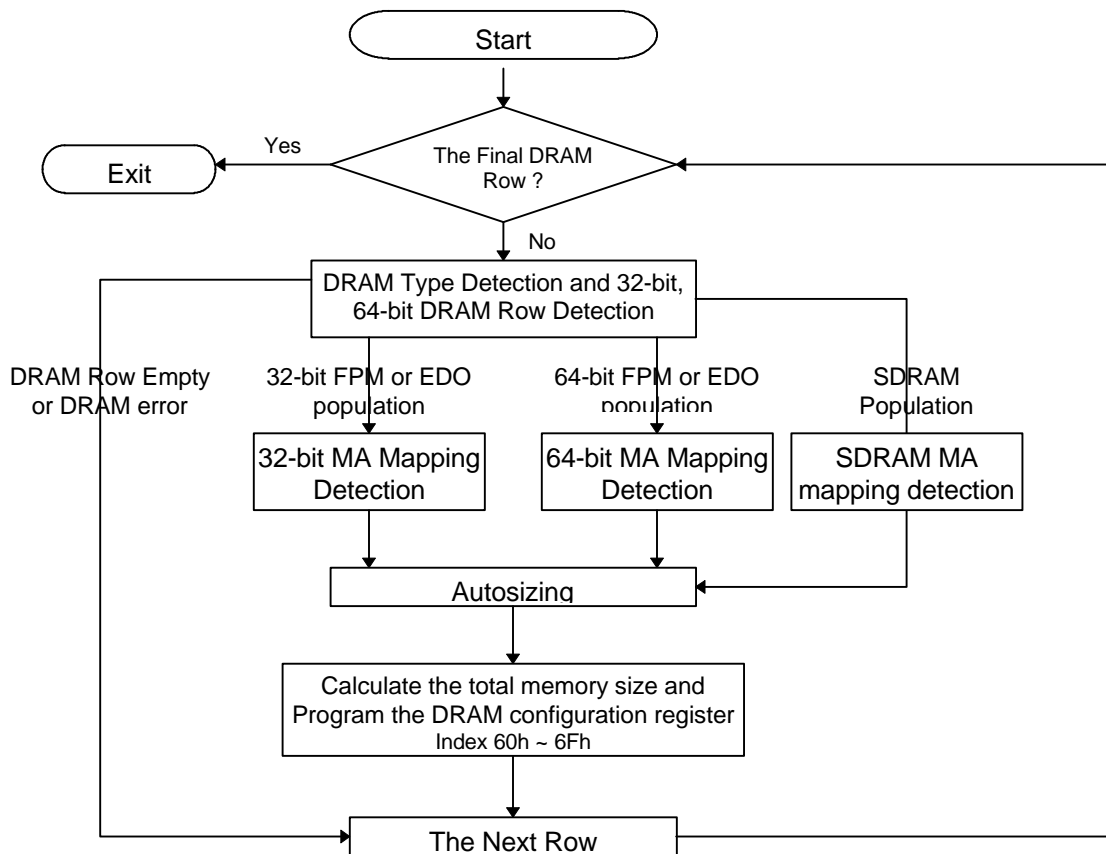 Start
Yes
The Final DRAM
Row ?
Exit
No
DRAM Type Detection and 32-bit,
64-bit DRAM Row Detection
DRAM Row Empty
or DRAM error
32-bit FPM or EDO
population
64-bit FPM or EDO
population
SDRAM
Population
32-bit MA Mapping
Detection
64-bit MA Mapping
Detection
SDRAM MA
mapping detection
Autosizing
Calculate the total memory size and
Program the DRAM configuration register
Index 60h ~ 6Fh
The Next Row